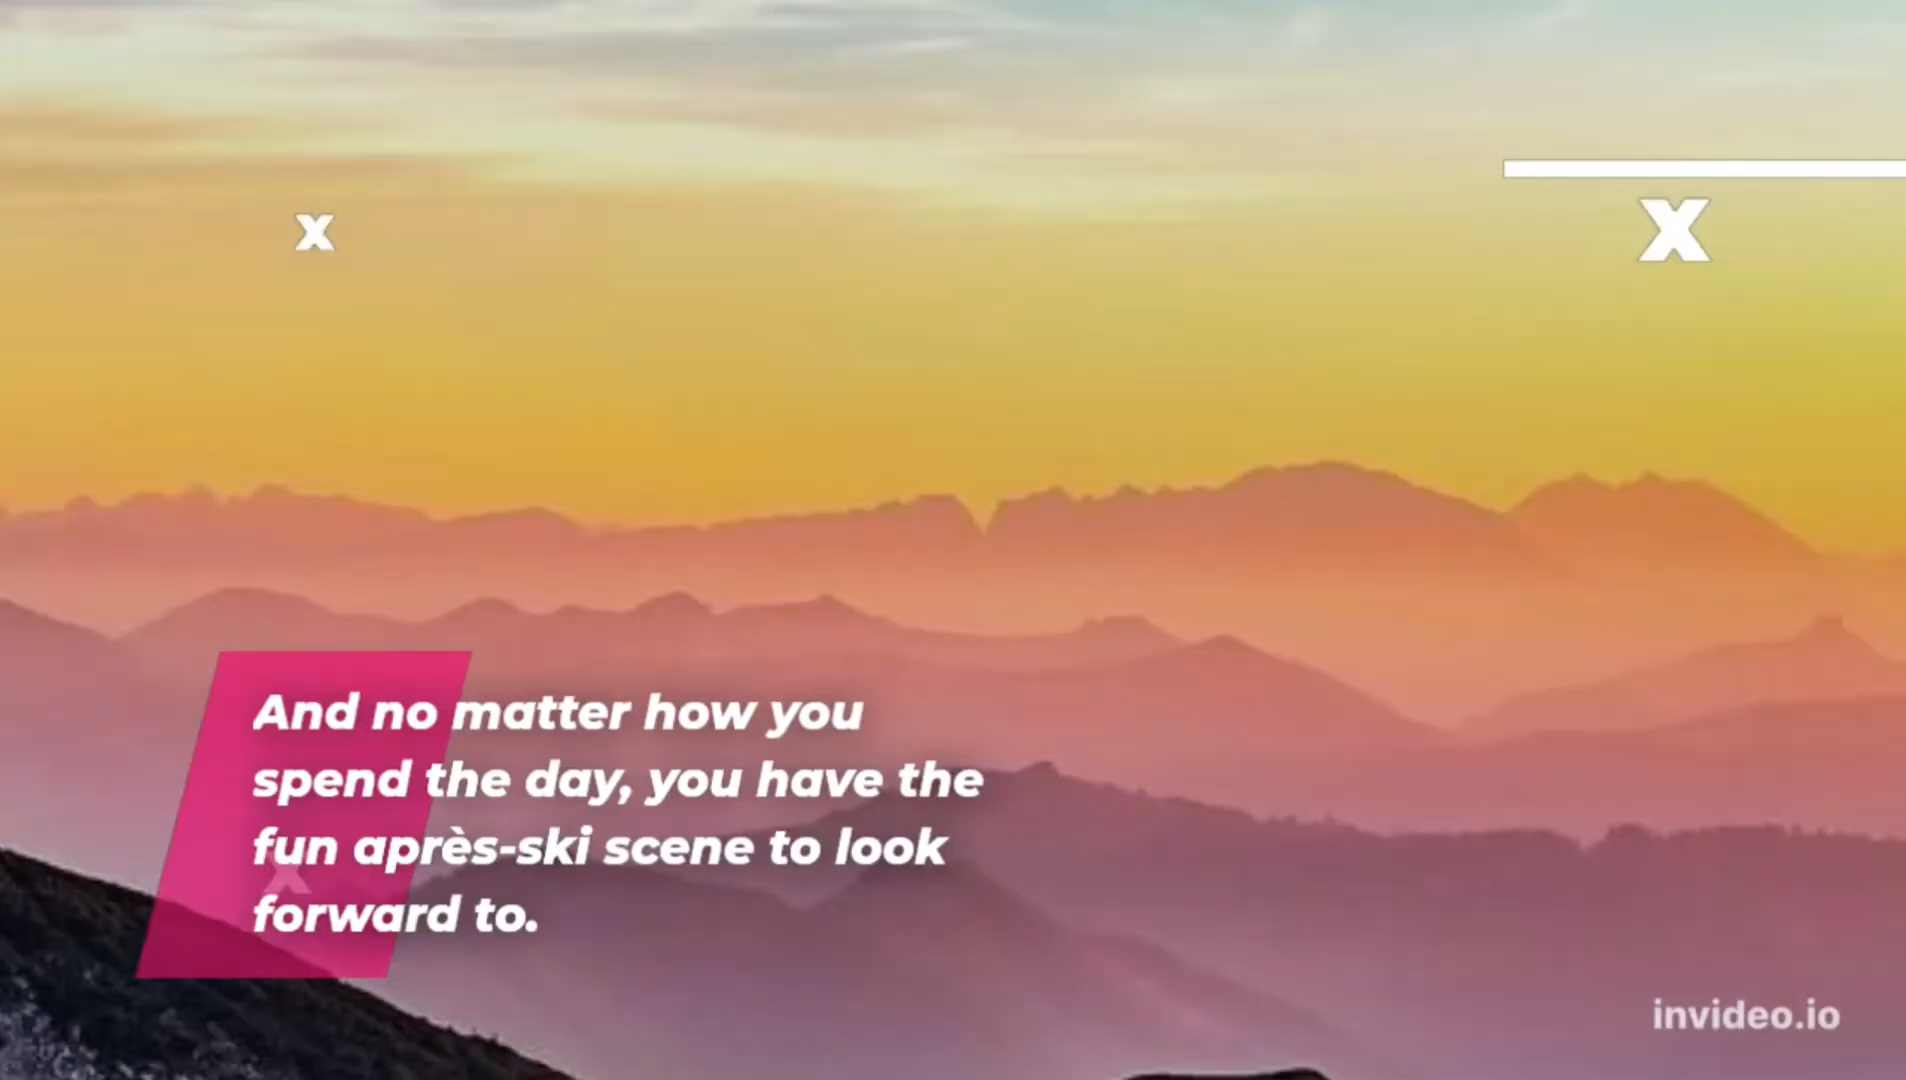 x
x
And no matter how you
spend the day, you have the
fun après-ski scene to look
x
forward to.
invideo.io